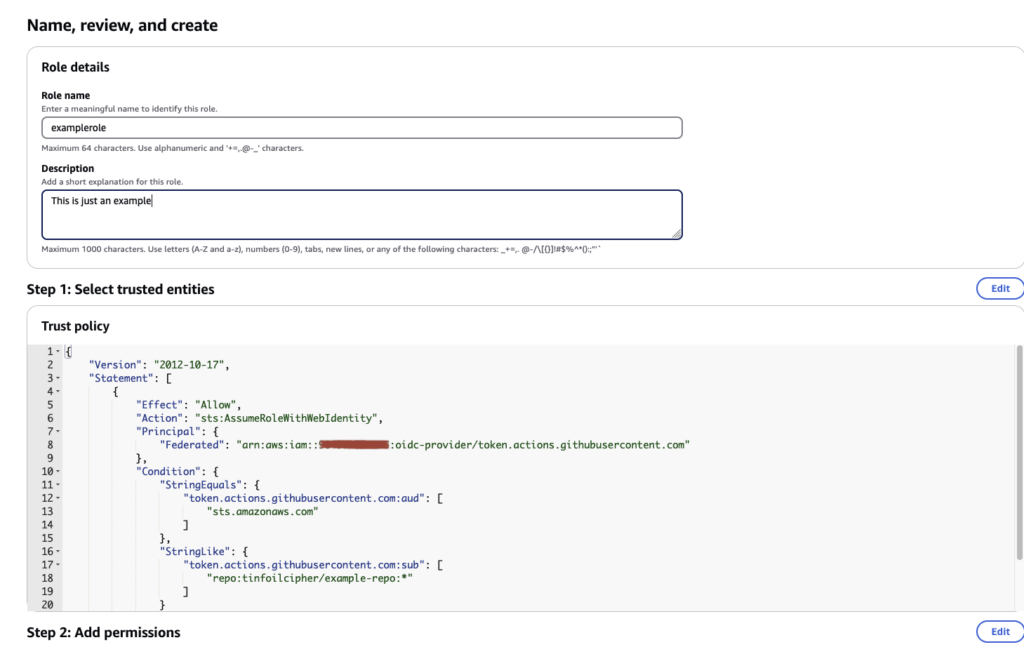 Name, review, and create
Role details
Role name
Enter a meaningful name to identify this role.
examplerole
Maximum 64 characters. Use alphanumeric and '+=,.@-_' characters.
Description
Add a short explanation for this role.
This is just an example
Maximum 1000 characters. Use letters (A-Z and a-z), numbers (0-9), tabs, new lines, or any of the following characters: _+=,. @-/\[{}]!#$%^*();:"'`
Step 1: Select trusted entities
Edit
Trust policy
1 {
2 "Version": "2012-10-17",
3 "Statement": [
4 {
5 "Effect": "Allow",
6 "Action": "sts:AssumeRoleWithWebIdentity",
7 "Principal": {
8 "Federated": "arn:aws:iam:::oidc-provider/token.actions.githubusercontent.com"
9 },
10 "Condition": {
11 "StringEquals": {
12 "token.actions.githubusercontent.com:aud": [
13 "sts.amazonaws.com"
14 ]
15 },
16 "StringLike": {
17 "token.actions.githubusercontent.com:sub": [
18 "repo:tinfoilcipher/example-repo:*"
19 ]
20 }
Step 2: Add permissions
Edit